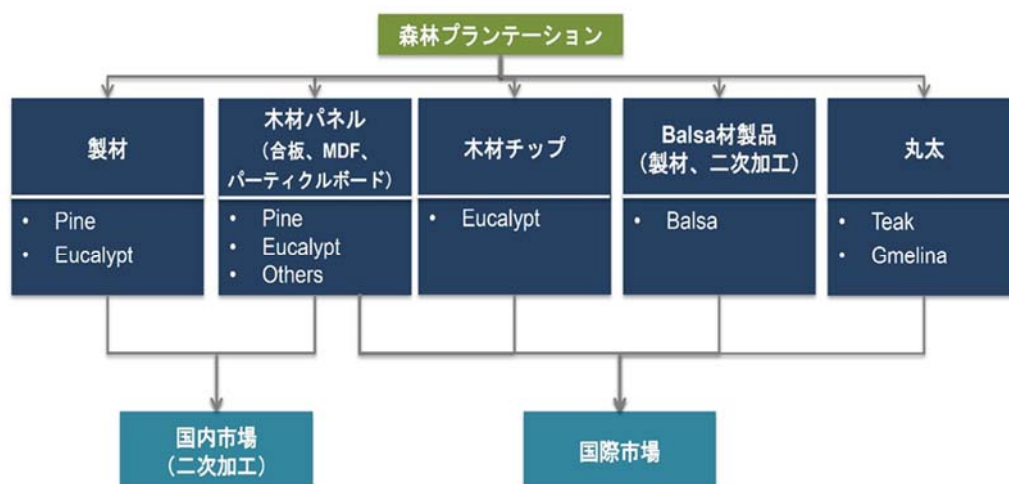 森林プランテーション
製材
• Pine
• Eucalypt
木材パネル
（合板、MDF、
パーティクルボード）
• Pine
• Eucalypt
• Others
木材チップ
• Eucalypt
Balsa材製品
（製材、二次加工）
• Balsa
丸太
• Teak
• Gmelina
国内市場
（二次加工）
国際市場